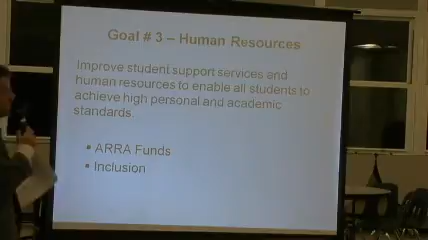 Goal # 3 – Human Resources
Improve student support services and
human resources to enable all students to
achieve high personal and academic
standards.
▪ ARRA Funds
▪ Inclusion